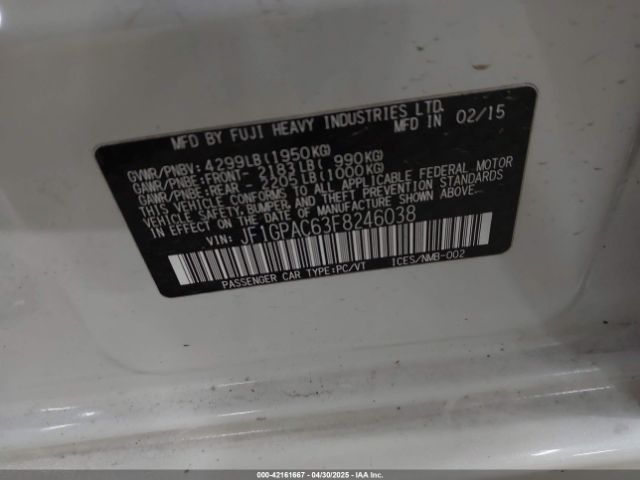 MFD BY FUJI HEAVY INDUSTRIES LTD.
MFD IN 02/15
GVWR/PNBV: 4299LB(1950KG)
GAWR/PNBE:FRONT- 2183LB( 990KG)
GAWR/PNBE:REAR - 2205LB(1000KG)
THIS VEHICLE CONFORMS TO ALL APPLICABLE FEDERAL MOTOR
VEHICLE SAFETY, BUMPER, AND THEFT PREVENTION STANDARDS
IN EFFECT ON THE DATE OF MANUFACTURE SHOWN ABOVE.
VIN: JF1GPAC63F8246038
PASSENGER CAR TYPE:PC/VT ICES/NMB-002
000-42161667 - 04/30/2025 - IAA Inc.